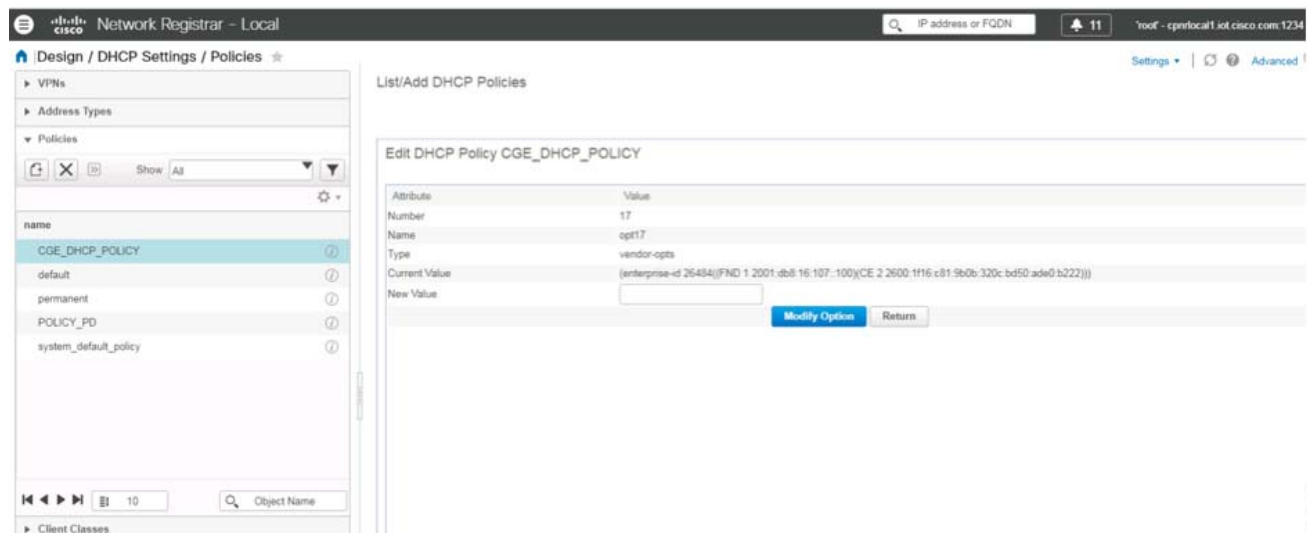 cisco Network Registrar - Local
IP address or FQDN
11
'root' - cpnrlocal1.iot.cisco.com:1234
Design / DHCP Settings / Policies
Settings
Advanced
VPNs
Address Types
Policies
Show All
name
CGE_DHCP_POLICY
default
permanent
POLICY_PD
system_default_policy
10
Object Name
Client Classes
List/Add DHCP Policies
Edit DHCP Policy CGE_DHCP_POLICY
Attribute Value
Number 17
Name opt17
Type vendor-opts
Current Value (enterprise-id 26484((FND 1 2001:db8:16:107::100)(CE 2 2600:1f16:c81:9b0b:320c:bd50:ade0:b222)))
New Value
Modify Option Return